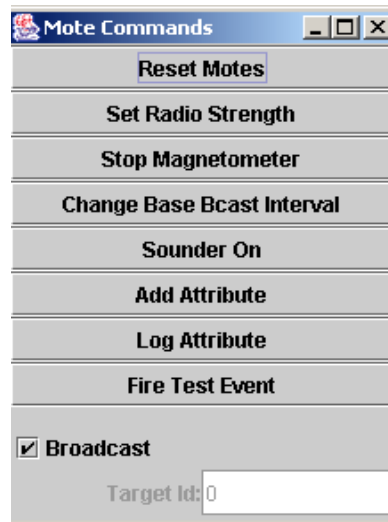 Mote Commands
Reset Motes
Set Radio Strength
Stop Magnetometer
Change Base Bcast Interval
Sounder On
Add Attribute
Log Attribute
Fire Test Event
Broadcast
Target Id: 0